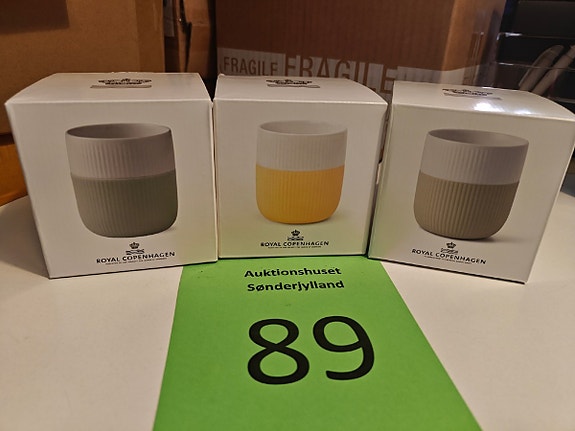 FRAGILE FRAGILE
ROYAL COPENHAGEN
ROYAL COPENHAGEN
ROYAL COPENHAGEN
Auktionshuset
Sønderjylland
89